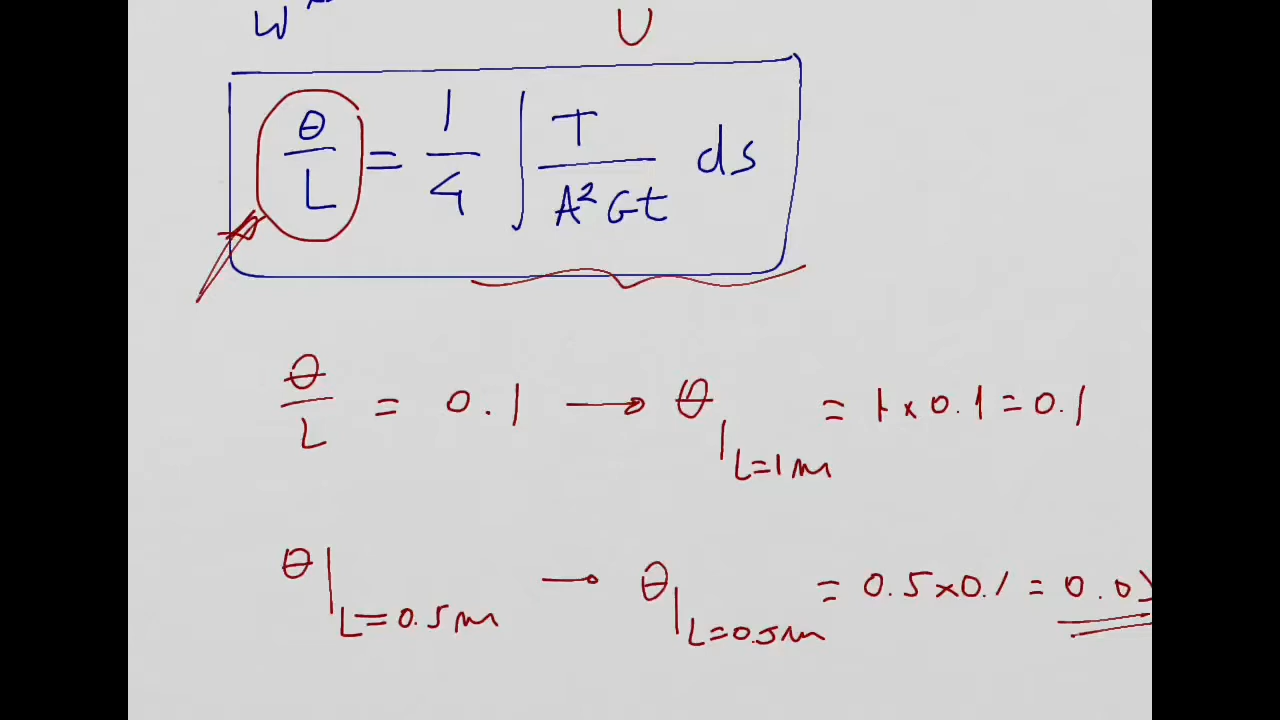 W U
θ/L = 1/4 ∫ T/A²Gt ds
θ/L = 0.1 → θ|L=1m = 1×0.1=0.1
θ|L=0.5m → θ|L=0.5m = 0.5×0.1=